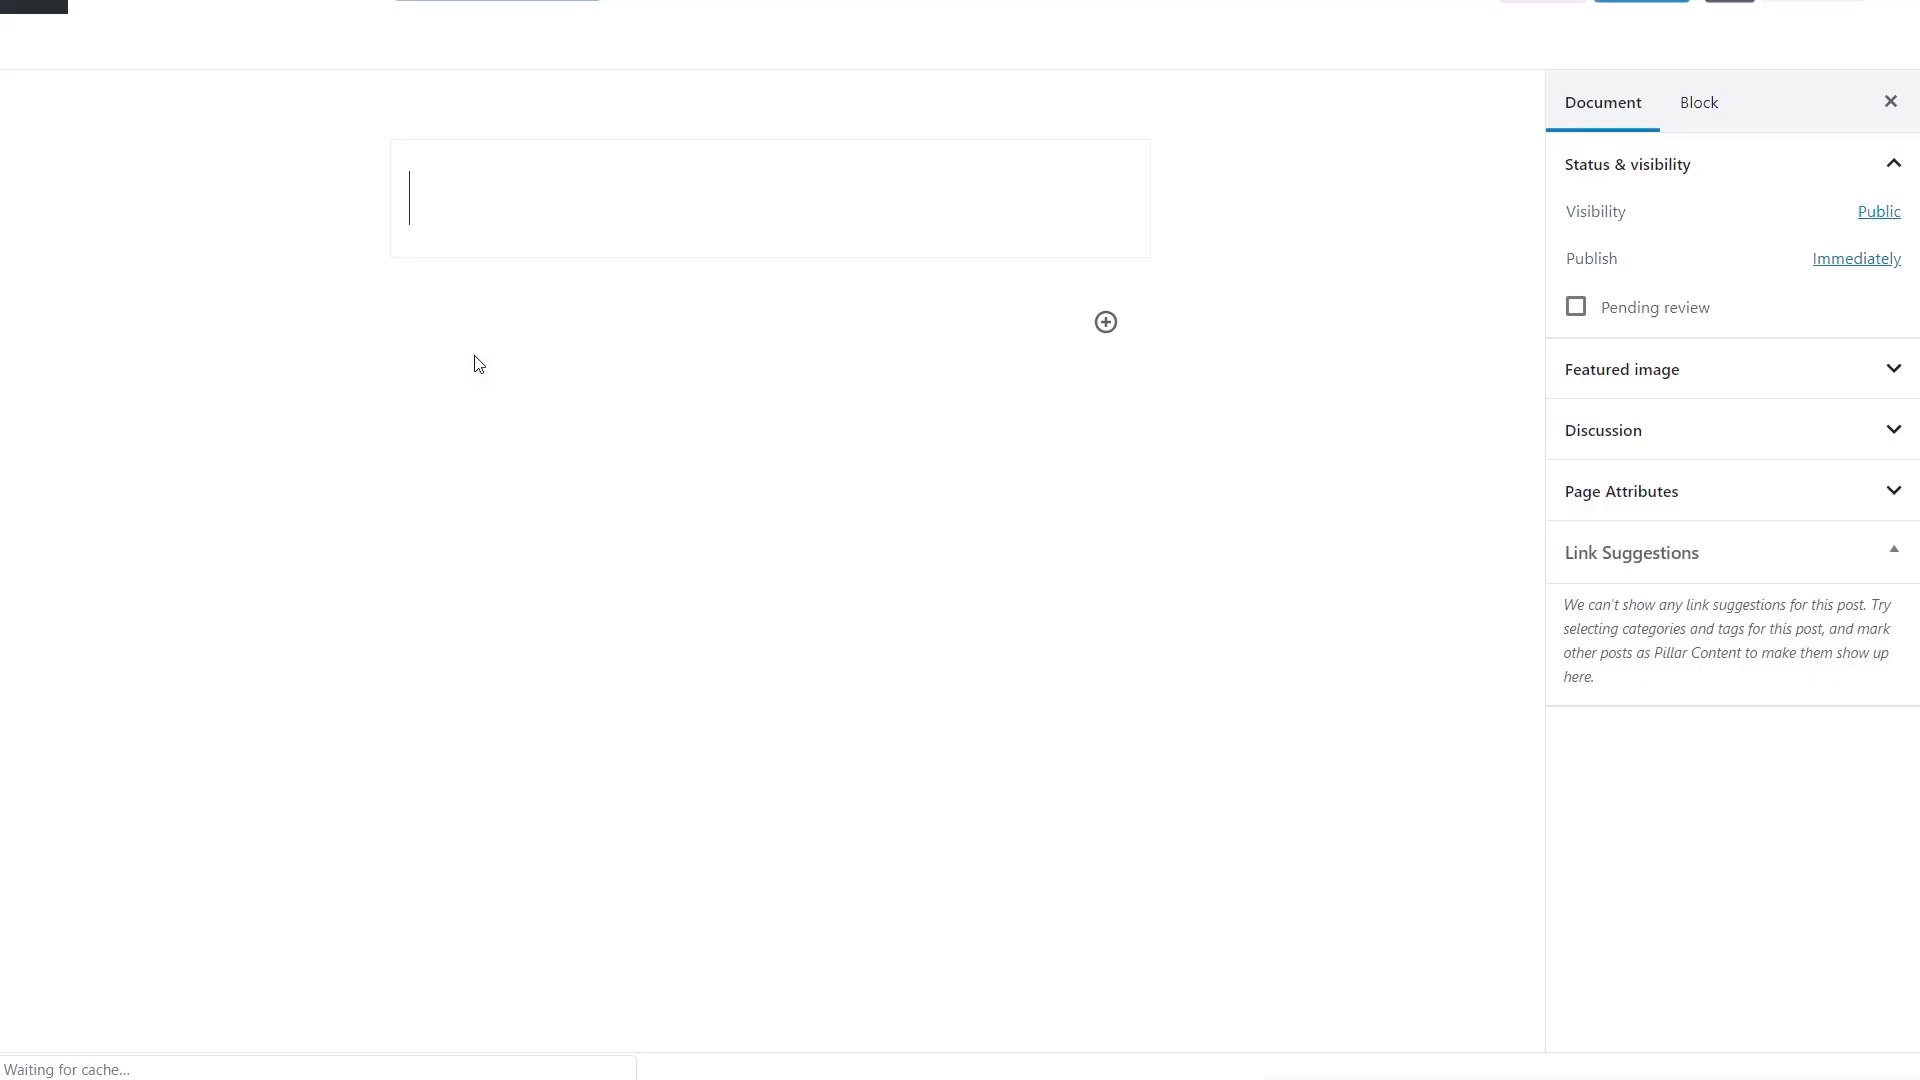 Document
Block
Status & visibility
Visibility
Public
Publish
Immediately
Pending review
Featured image
Discussion
Page Attributes
Link Suggestions
We can't show any link suggestions for this post. Try
selecting categories and tags for this post, and mark
other posts as Pillar Content to make them show up
here.
Waiting for cache...